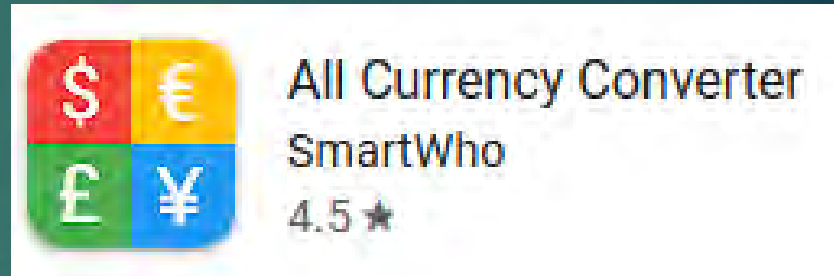 $ €
£ ¥
All Currency Converter
SmartWho
4.5 ★